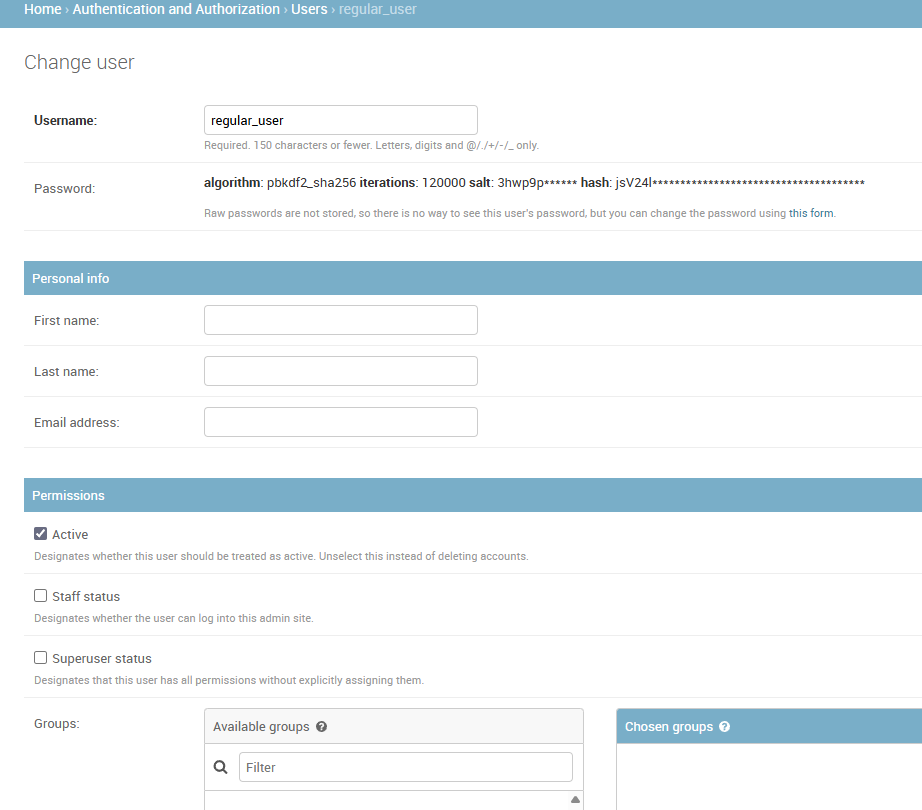 Home › Authentication and Authorization › Users › regular_user
Change user
Username:
regular_user
Required. 150 characters or fewer. Letters, digits and @/./+/-/_ only.
Password:
algorithm: pbkdf2_sha256 iterations: 120000 salt: 3hwp9p****** hash: jsV24l**************************************
Raw passwords are not stored, so there is no way to see this user's password, but you can change the password using this form.
Personal info
First name:
Last name:
Email address:
Permissions
Active
Designates whether this user should be treated as active. Unselect this instead of deleting accounts.
Staff status
Designates whether the user can log into this admin site.
Superuser status
Designates that this user has all permissions without explicitly assigning them.
Groups:
Available groups ?
Chosen groups ?
Filter